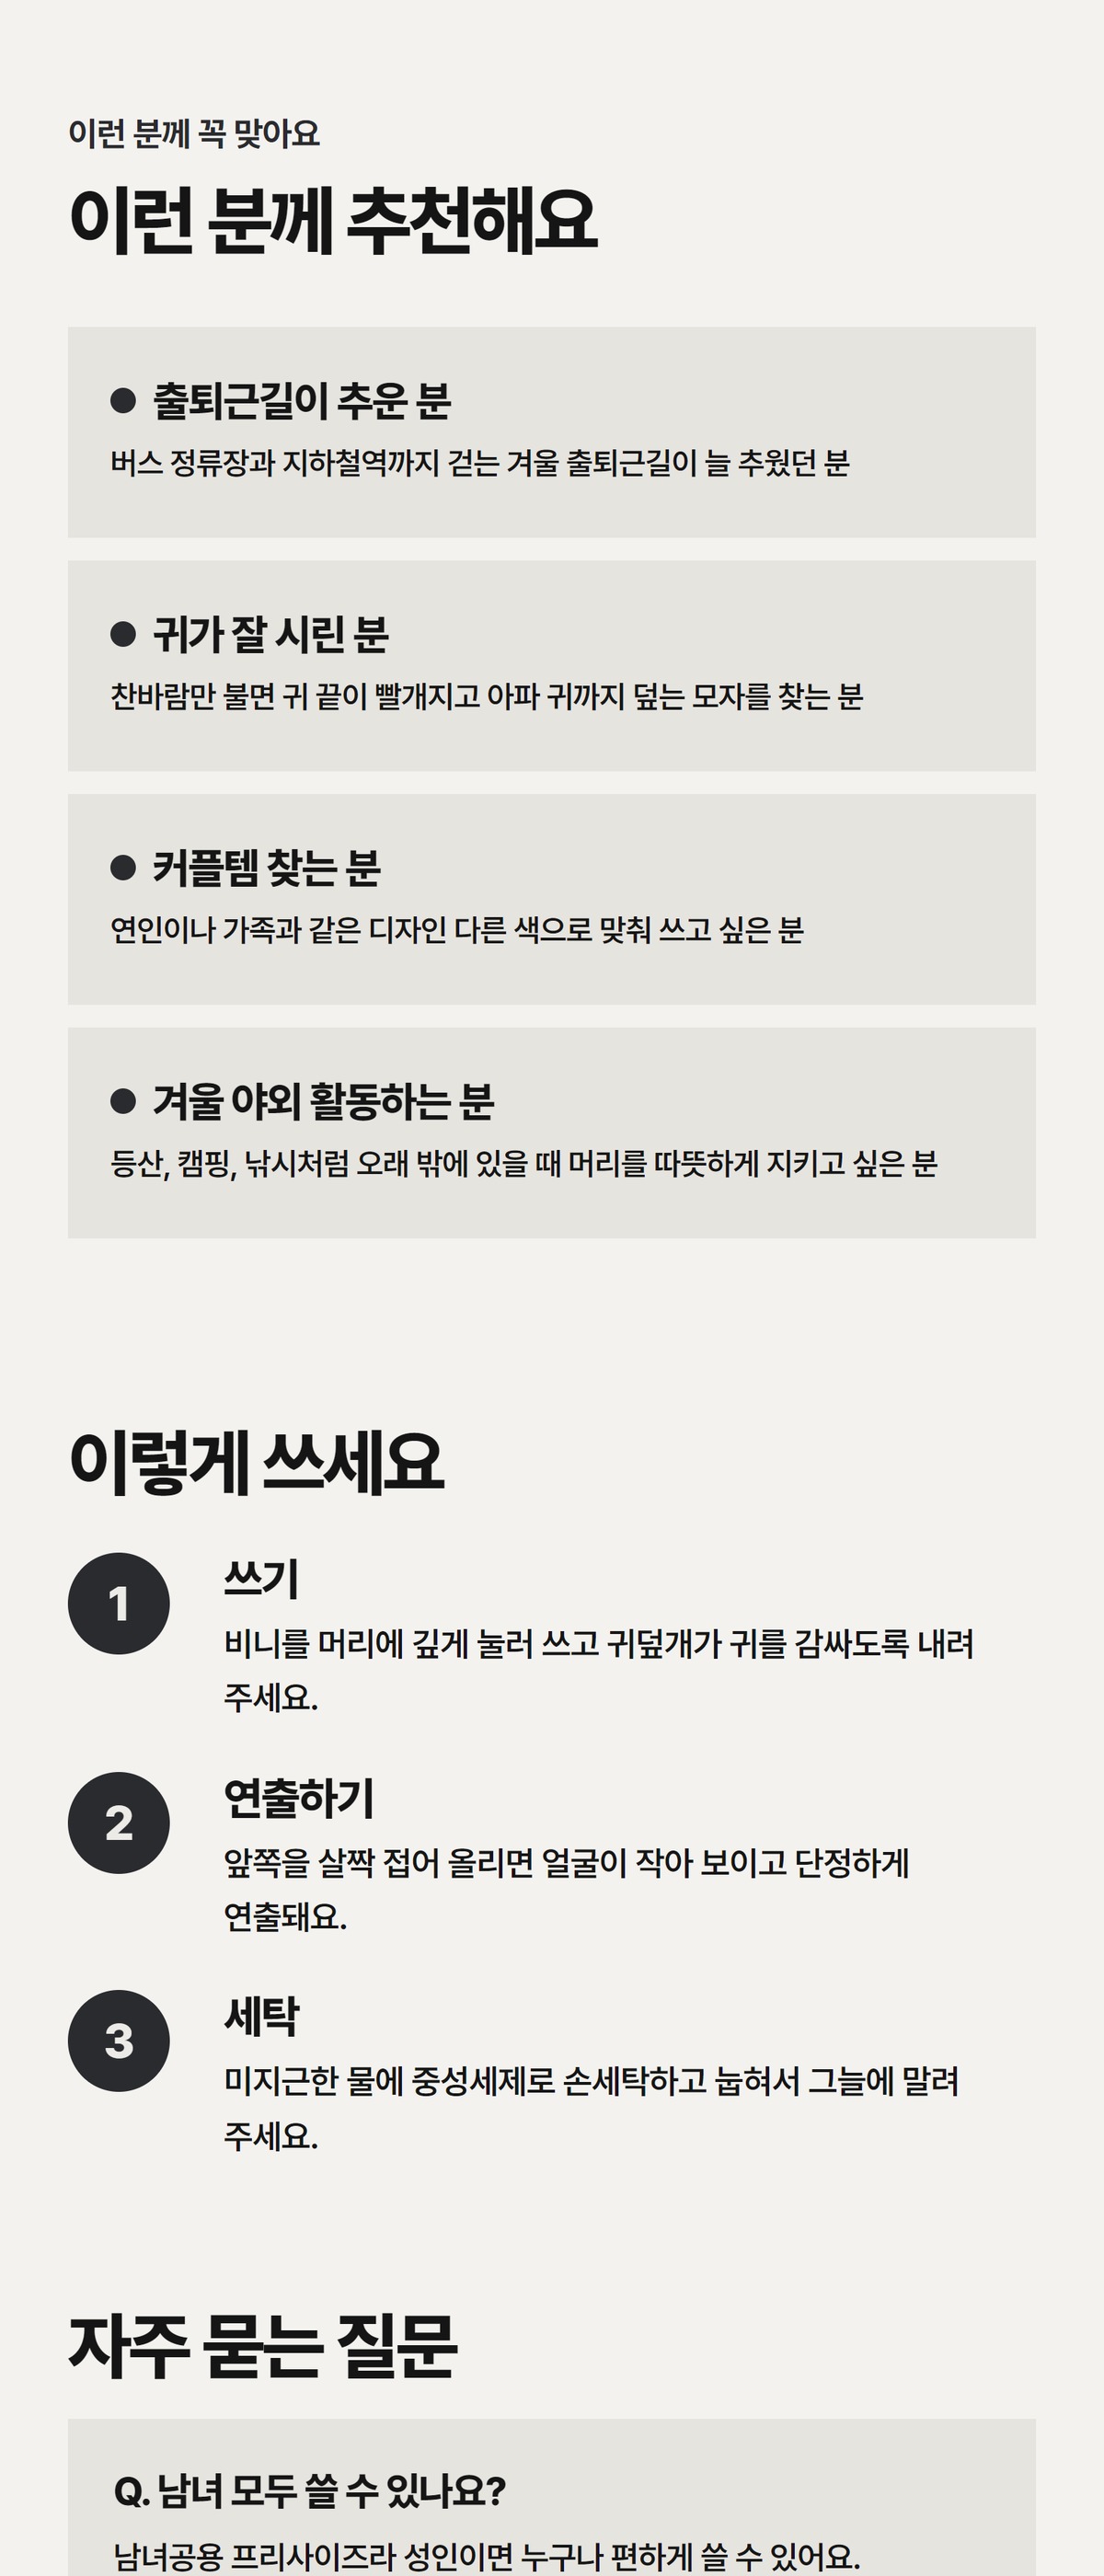 이런 분께 꼭 맞아요
이런 분께 추천해요
출퇴근길이 추운 분
버스 정류장과 지하철역까지 걷는 겨울 출퇴근길이 늘 추웠던 분
귀가 잘 시린 분
찬바람만 불면 귀 끝이 빨개지고 아파 귀까지 덮는 모자를 찾는 분
커플템 찾는 분
연인이나 가족과 같은 디자인 다른 색으로 맞춰 쓰고 싶은 분
겨울 야외 활동하는 분
등산, 캠핑, 낚시처럼 오래 밖에 있을 때 머리를 따뜻하게 지키고 싶은 분
이렇게 쓰세요
1
쓰기
비니를 머리에 깊게 눌러 쓰고 귀덮개가 귀를 감싸도록 내려
주세요.
2
연출하기
앞쪽을 살짝 접어 올리면 얼굴이 작아 보이고 단정하게
연출돼요.
3
세탁
미지근한 물에 중성세제로 손세탁하고 눕혀서 그늘에 말려
주세요.
자주 묻는 질문
Q. 남녀 모두 쓸 수 있나요?
남녀공용 프리사이즈라 성인이면 누구나 편하게 쓸 수 있어요.